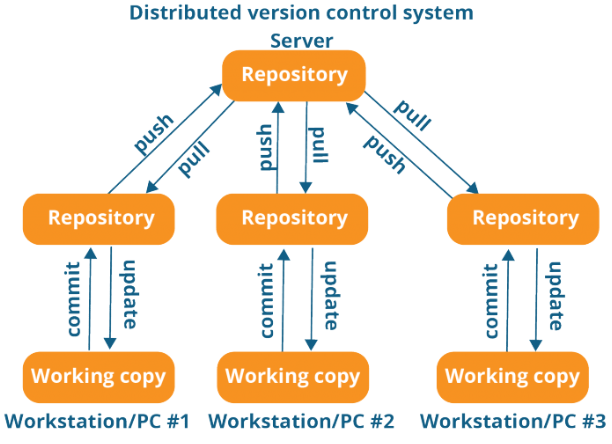 Distributed version control system
Server
Repository
push
pull
push
pull
push
pull
Repository
Repository
Repository
commit
update
commit
update
commit
update
Working copy
Working copy
Working copy
Workstation/PC #1
Workstation/PC #2
Workstation/PC #3